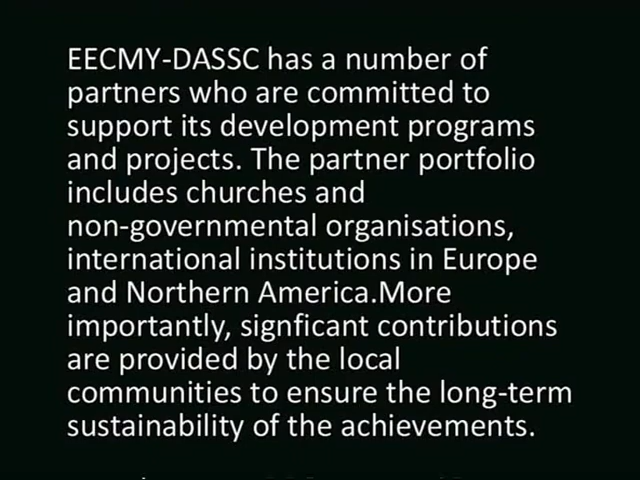 EECMY-DASSC has a number of
partners who are committed to
support its development programs
and projects. The partner portfolio
includes churches and
non-governmental organisations,
international institutions in Europe
and Northern America.More
importantly, signficant contributions
are provided by the local
communities to ensure the long-term
sustainability of the achievements.